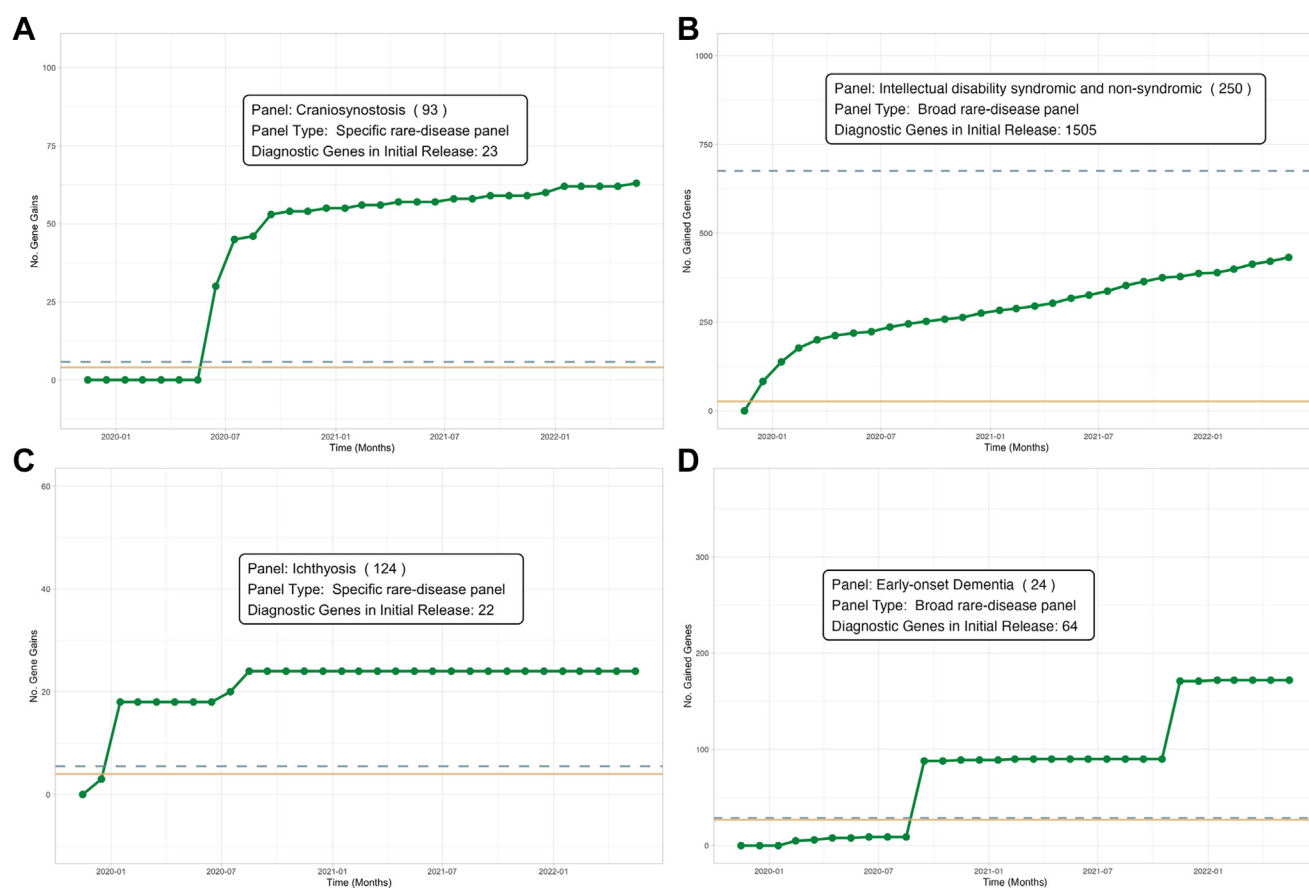 A
No. Gene Gains
100
75
50
25
0
Panel: Craniosynostosis ( 93 )
Panel Type: Specific rare-disease panel
Diagnostic Genes in Initial Release: 23
2020-01
2020-07
2021-01
2021-07
2022-01
Time (Months)
B
No. Gained Genes
1000
750
500
250
0
Panel: Intellectual disability syndromic and non-syndromic ( 250 )
Panel Type: Broad rare-disease panel
Diagnostic Genes in Initial Release: 1505
2020-01
2020-07
2021-01
2021-07
2022-01
Time (Months)
C
No. Gene Gains
60
40
20
0
Panel: Ichthyosis ( 124 )
Panel Type: Specific rare-disease panel
Diagnostic Genes in Initial Release: 22
2020-01
2020-07
2021-01
2021-07
2022-01
Time (Months)
D
No. Gained Genes
300
200
100
0
Panel: Early-onset Dementia ( 24 )
Panel Type: Broad rare-disease panel
Diagnostic Genes in Initial Release: 64
2020-01
2020-07
2021-01
2021-07
2022-01
Time (Months)